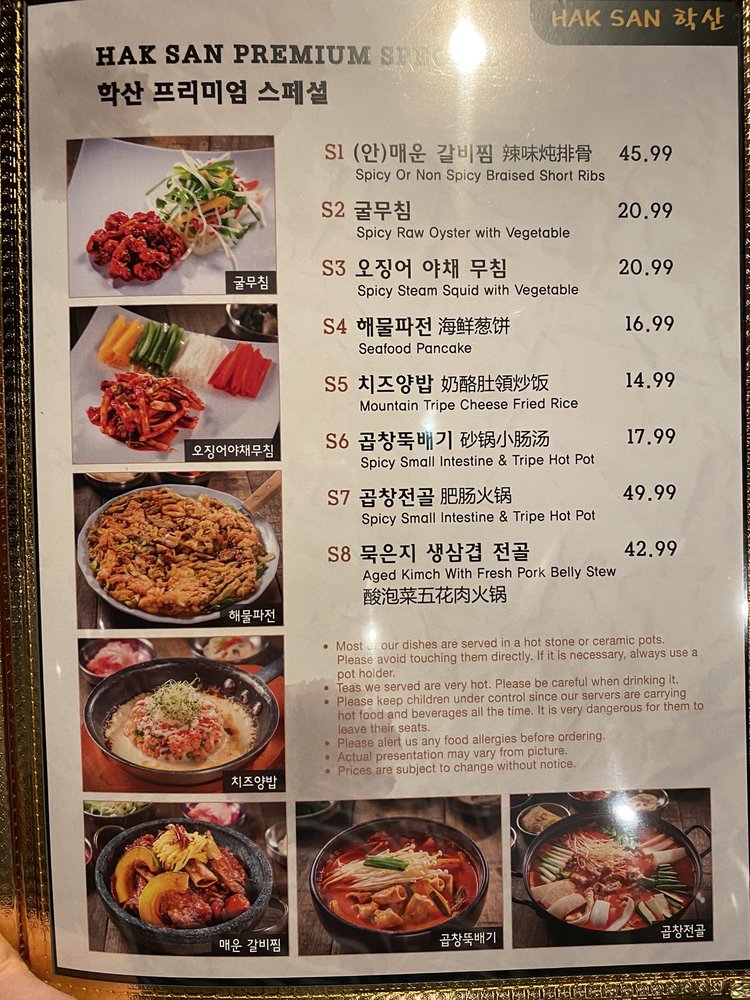 HAK SAN 학산
HAK SAN PREMIUM SPECIAL
학산 프리미엄 스페셜
굴무침
오징어야채무침
해물파전
치즈양밥
S1 (안)매운 갈비찜 辣味炖排骨 45.99
Spicy Or Non Spicy Braised Short Ribs
S2 굴무침 20.99
Spicy Raw Oyster with Vegetable
S3 오징어 야채 무침 20.99
Spicy Steam Squid with Vegetable
S4 해물파전 海鲜葱饼 16.99
Seafood Pancake
S5 치즈양밥 奶酪肚領炒饭 14.99
Mountain Tripe Cheese Fried Rice
S6 곱창뚝배기 砂锅小肠汤 17.99
Spicy Small Intestine & Tripe Hot Pot
S7 곱창전골 肥肠火锅 49.99
Spicy Small Intestine & Tripe Hot Pot
S8 묵은지 생삼겹 전골 42.99
Aged Kimch With Fresh Pork Belly Stew
酸泡菜五花肉火锅
• Most of our dishes are served in a hot stone or ceramic pots.
Please avoid touching them directly. If it is necessary, always use a
pot holder.
• Teas we served are very hot. Please be careful when drinking it.
• Please keep children under control since our servers are carrying
hot food and beverages all the time. It is very dangerous for them to
leave their seats.
• Please alert us any food allergies before ordering.
• Actual presentation may vary from picture.
• Prices are subject to change without notice.
매운 갈비찜
곱창뚝배기
곱창전골